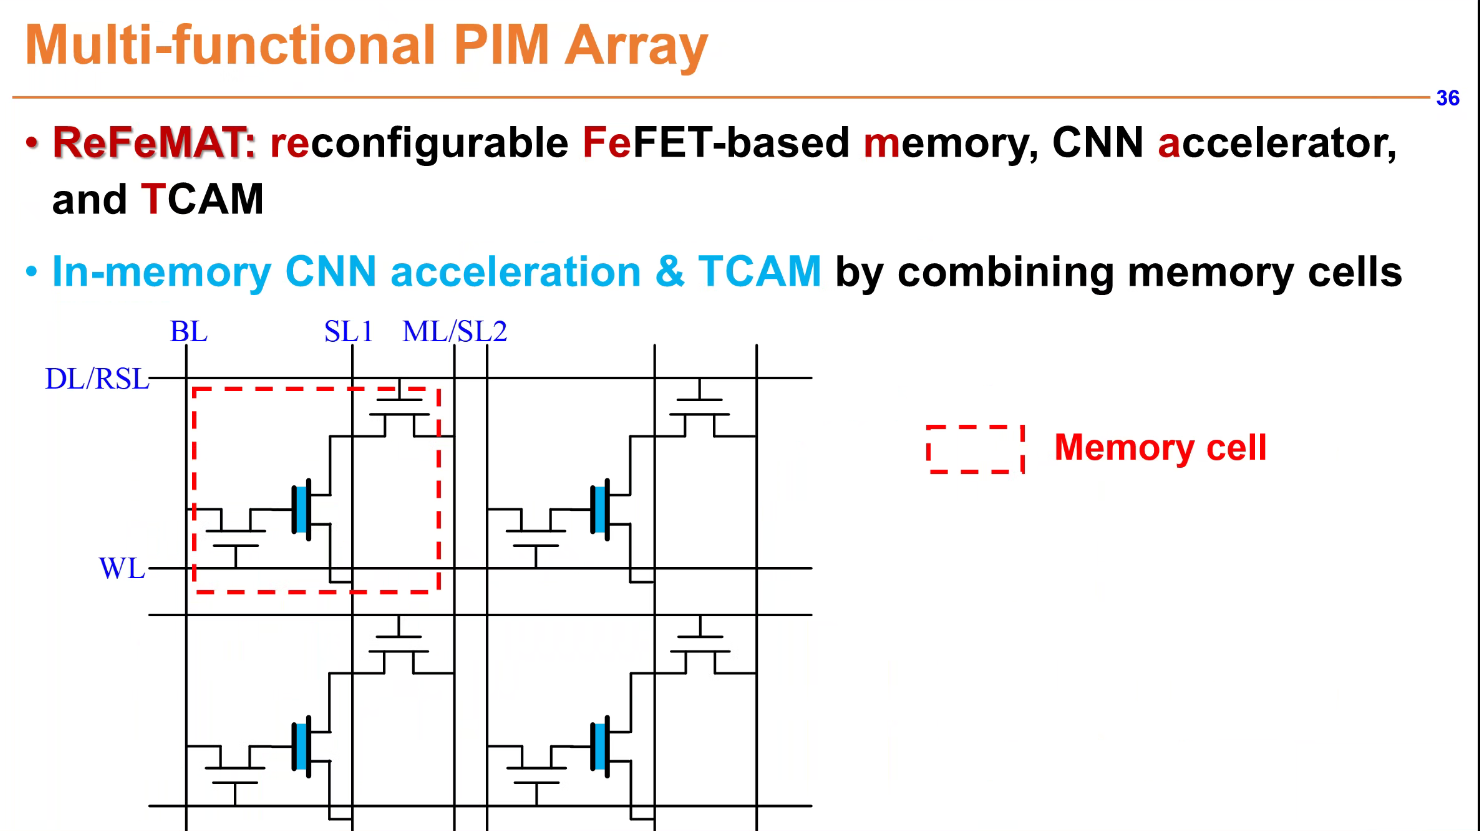 Multi-functional PIM Array
36
• ReFeMAT: reconfigurable FeFET-based memory, CNN accelerator,
and TCAM
• In-memory CNN acceleration & TCAM by combining memory cells
BL SL1 ML/SL2
DL/RSL
Memory cell
WL